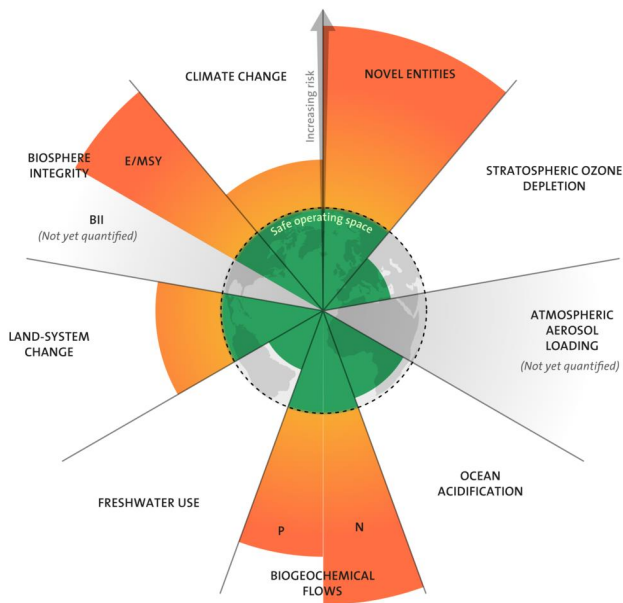 CLIMATE CHANGE
NOVEL ENTITIES
Increasing risk
BIOSPHERE
INTEGRITY
E/MSY
STRATOSPHERIC OZONE
DEPLETION
BII
(Not yet quantified)
Safe operating space
LAND-SYSTEM
CHANGE
ATMOSPHERIC
AEROSOL
LOADING
(Not yet quantified)
FRESHWATER USE
OCEAN
ACIDIFICATION
P
N
BIOGEOCHEMICAL
FLOWS